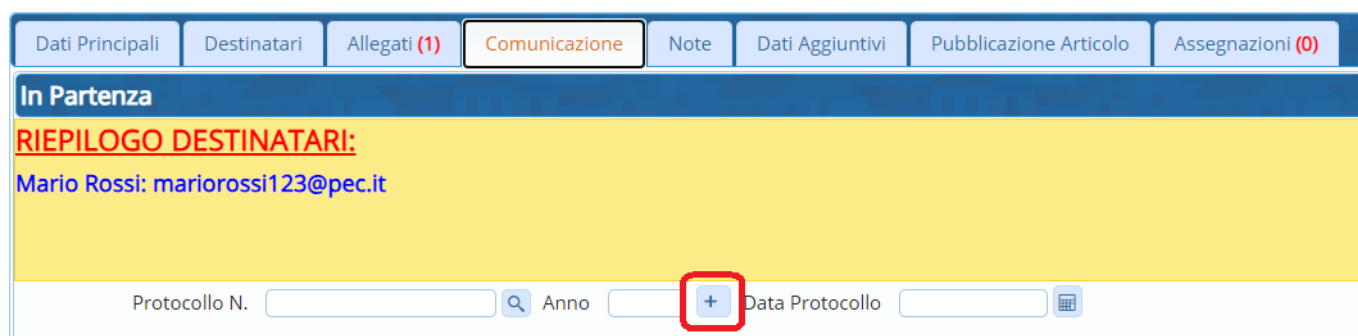 Dati Principali Destinatari Allegati (1) Comunicazione Note Dati Aggiuntivi Pubblicazione Articolo Assegnazioni (0)
In Partenza
RIEPILOGO DESTINATARI:
Mario Rossi: mariorossi123@pec.it
Protocollo N. Anno + Data Protocollo